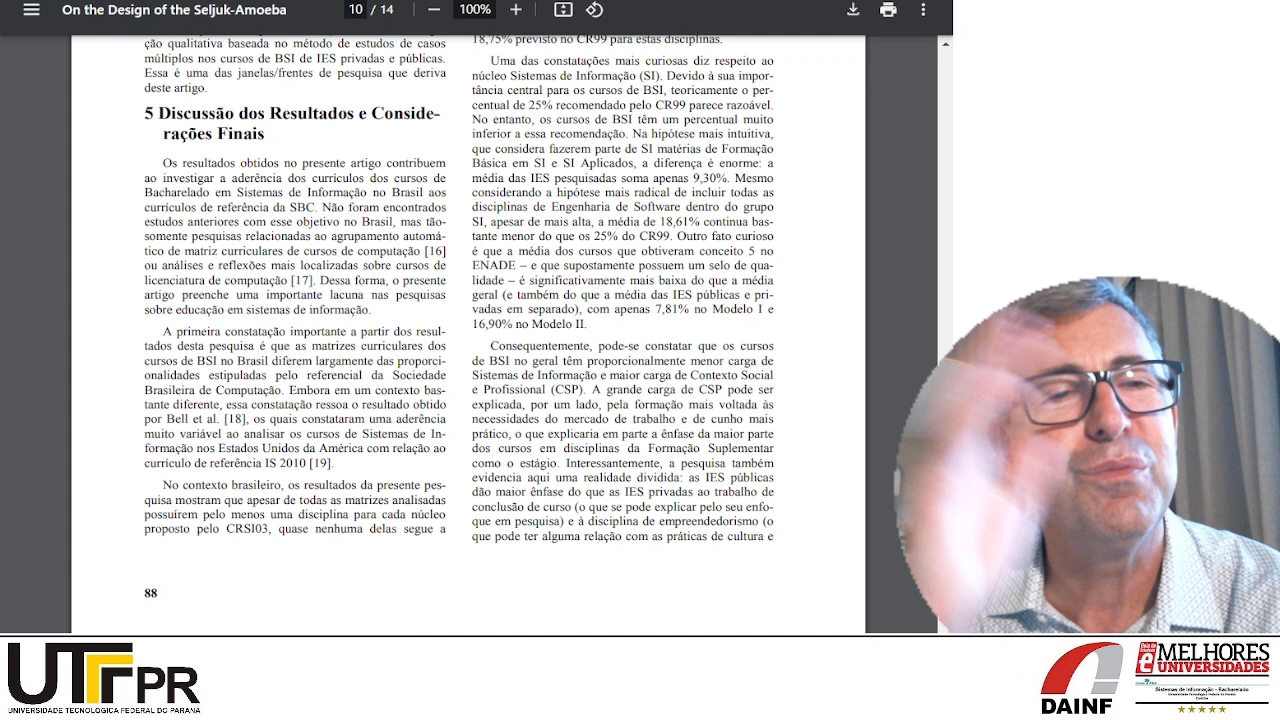 On the Design of the Seljuk-Amoeba
10 / 14
100%
ção qualitativa baseada no método de estudos de casos
múltiplos nos cursos de BSI de IES privadas e públicas.
Essa é uma das janelas/frentes de pesquisa que deriva
deste artigo.
5 Discussão dos Resultados e Conside-
rações Finais
Os resultados obtidos no presente artigo contribuem
ao investigar a aderência dos currículos dos cursos de
Bacharelado em Sistemas de Informação no Brasil aos
currículos de referência da SBC. Não foram encontrados
estudos anteriores com esse objetivo no Brasil, mas tão-
somente pesquisas relacionadas ao agrupamento automá-
tico de matriz curriculares de cursos de computação [16]
ou análises e reflexões mais localizadas sobre cursos de
licenciatura de computação [17]. Dessa forma, o presente
artigo preenche uma importante lacuna nas pesquisas
sobre educação em sistemas de informação.
A primeira constatação importante a partir dos resul-
tados desta pesquisa é que as matrizes curriculares dos
cursos de BSI no Brasil diferem largamente das proporci-
onalidades estipuladas pelo referencial da Sociedade
Brasileira de Computação. Embora em um contexto bas-
tante diferente, essa constatação ressoa o resultado obtido
por Bell et al. [18], os quais constataram uma aderência
muito variável ao analisar os cursos de Sistemas de In-
formação nos Estados Unidos da América com relação ao
currículo de referência IS 2010 [19].
No contexto brasileiro, os resultados da presente pes-
quisa mostram que apesar de todas as matrizes analisadas
possuírem pelo menos uma disciplina para cada núcleo
proposto pelo CRSI03, quase nenhuma delas segue a
88
18,75% previsto no CR99 para estas disciplinas.
Uma das constatações mais curiosas diz respeito ao
núcleo Sistemas de Informação (SI). Devido à sua impor-
tância central para os cursos de BSI, teoricamente o per-
centual de 25% recomendado pelo CR99 parece razoável.
No entanto, os cursos de BSI têm um percentual muito
inferior a essa recomendação. Na hipótese mais intuitiva,
que considera fazerem parte de SI matérias de Formação
Básica em SI e SI Aplicados, a diferença é enorme: a
média das IES pesquisadas soma apenas 9,30%. Mesmo
considerando a hipótese mais radical de incluir todas as
disciplinas de Engenharia de Software dentro do grupo
SI, apesar de mais alta, a média de 18,61% continua bas-
tante menor do que os 25% do CR99. Outro fato curioso
é que a média dos cursos que obtiveram conceito 5 no
ENADE – e que supostamente possuem um selo de qua-
lidade – é significativamente mais baixa do que a média
geral (e também do que a média das IES públicas e pri-
vadas em separado), com apenas 7,81% no Modelo I e
16,90% no Modelo II.
Consequentemente, pode-se constatar que os cursos
de BSI no geral têm proporcionalmente menor carga de
Sistemas de Informação e maior carga de Contexto Social
e Profissional (CSP). A grande carga de CSP pode ser
explicada, por um lado, pela formação mais voltada às
necessidades do mercado de trabalho e de cunho mais
prático, o que explicaria em parte a ênfase da maior parte
dos cursos em disciplinas da Formação Suplementar
como o estágio. Interessantemente, a pesquisa também
evidencia aqui uma realidade dividida: as IES públicas
dão maior ênfase do que as IES privadas ao trabalho de
conclusão de curso (o que se pode explicar pelo seu enfo-
que em pesquisa) e à disciplina de empreendedorismo (o
que pode ter alguma relação com as práticas de cultura e
UTFPR
UNIVERSIDADE TECNOLÓGICA FEDERAL DO PARANÁ
DAINF
MELHORES
UNIVERSIDADES
Sistemas de Informação - Bacharelado
Universidade Tecnológica Federal do Paraná